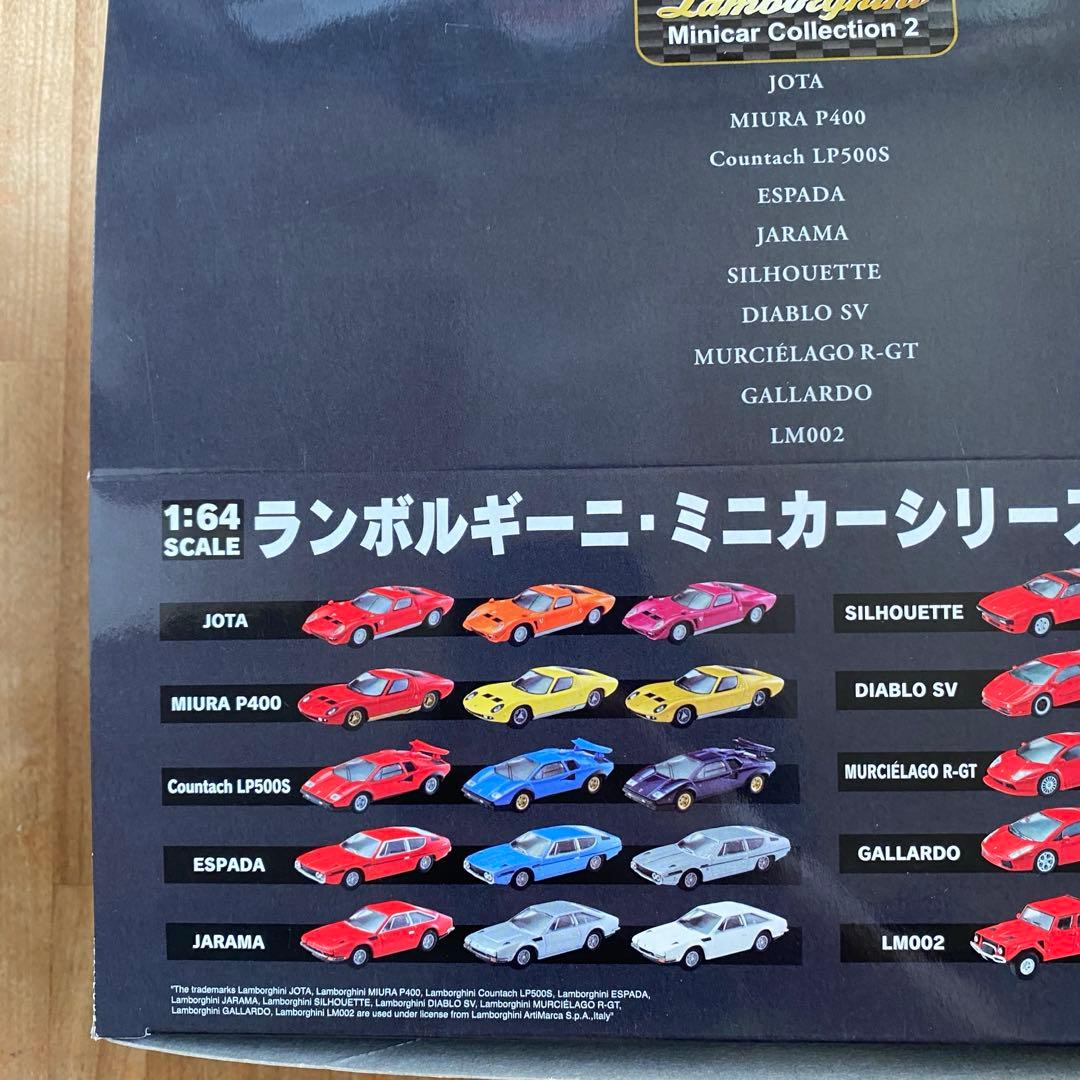 Lamborghini
Minicar Collection 2
JOTA
MIURA P400
Countach LP500S
ESPADA
JARAMA
SILHOUETTE
DIABLO SV
MURCIÉLAGO R-GT
GALLARDO
LM002
1:64
SCALE
ランボルギーニ・ミニカーシリーズ
JOTA
MIURA P400
Countach LP500S
ESPADA
JARAMA
SILHOUETTE
DIABLO SV
MURCIÉLAGO R-GT
GALLARDO
LM002
"The trademarks Lamborghini JOTA, Lamborghini MIURA P400, Lamborghini Countach LP500S, Lamborghini ESPADA,
Lamborghini JARAMA, Lamborghini SILHOUETTE, Lamborghini DIABLO SV, Lamborghini MURCIÉLAGO R-GT,
Lamborghini GALLARDO, Lamborghini LM002 are used under license from Lamborghini ArtiMarca S.p.A.,Italy"